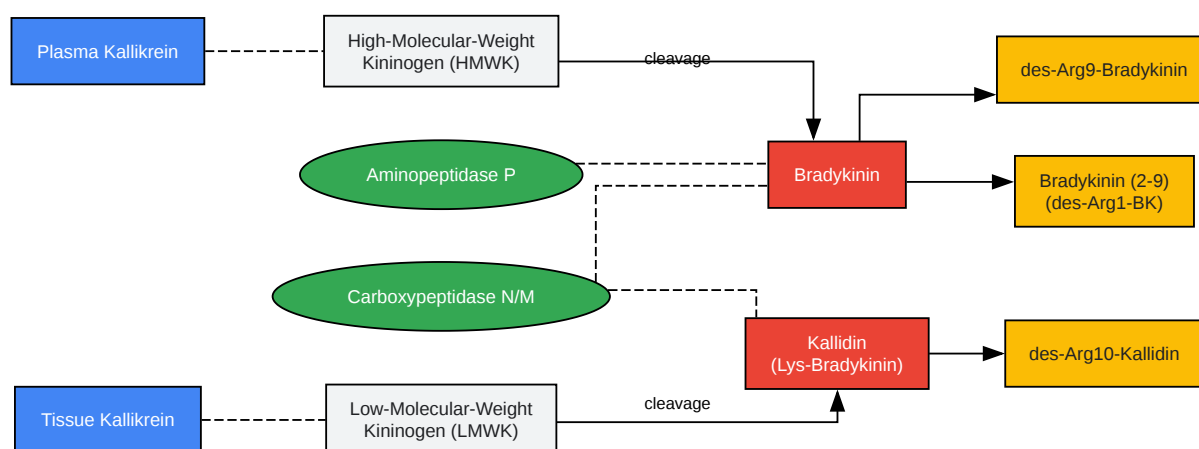 Plasma Kallikrein
High-Molecular-Weight
Kininogen (HMWK)
cleavage
des-Arg9-Bradykinin
Aminopeptidase P
Bradykinin
Bradykinin (2-9)
(des-Arg1-BK)
Carboxypeptidase N/M
Kallidin
(Lys-Bradykinin)
des-Arg10-Kallidin
Tissue Kallikrein
Low-Molecular-Weight
Kininogen (LMWK)
cleavage